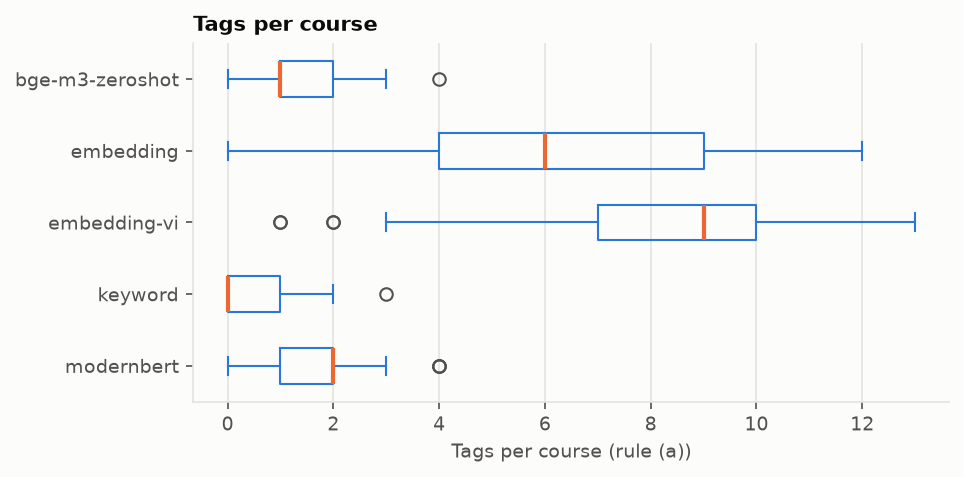 Tags per course
bge-m3-zeroshot
embedding
embedding-vi
keyword
modernbert
0 2 4 6 8 10 12
Tags per course (rule (a))